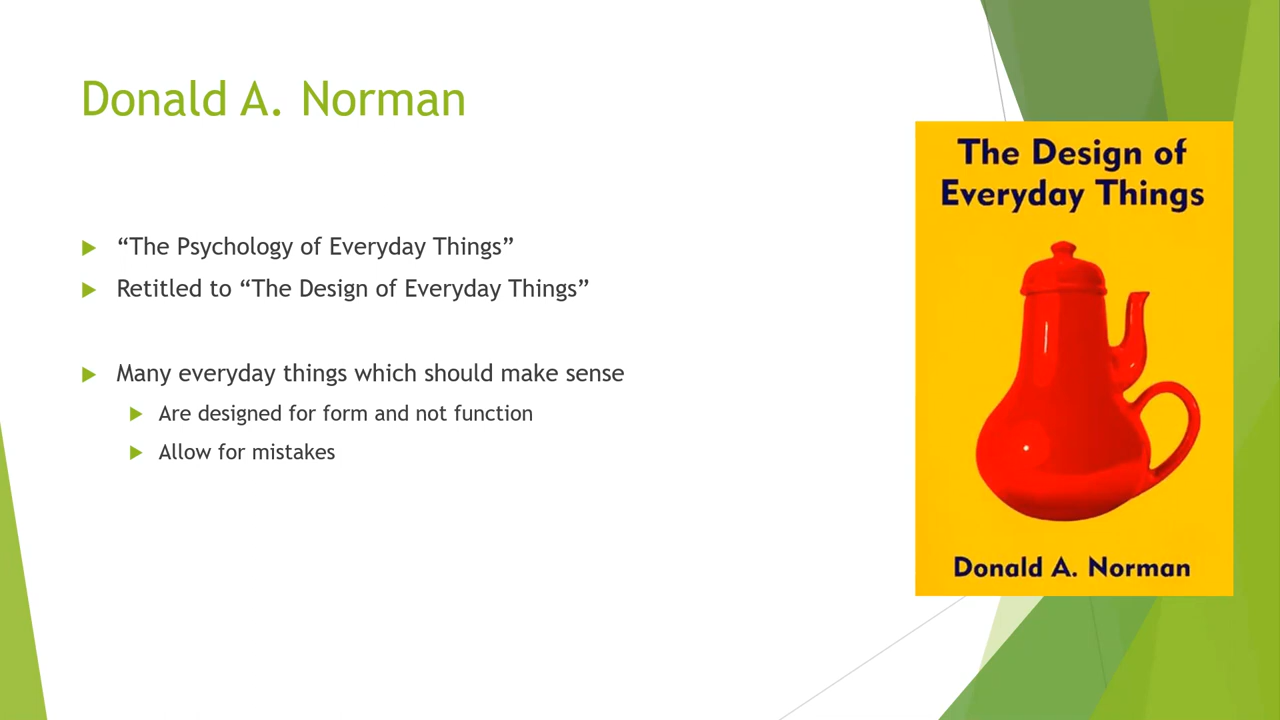 Donald A. Norman
“The Psychology of Everyday Things”
Retitled to “The Design of Everyday Things”
Many everyday things which should make sense
Are designed for form and not function
Allow for mistakes
The Design of
Everyday Things
Donald A. Norman